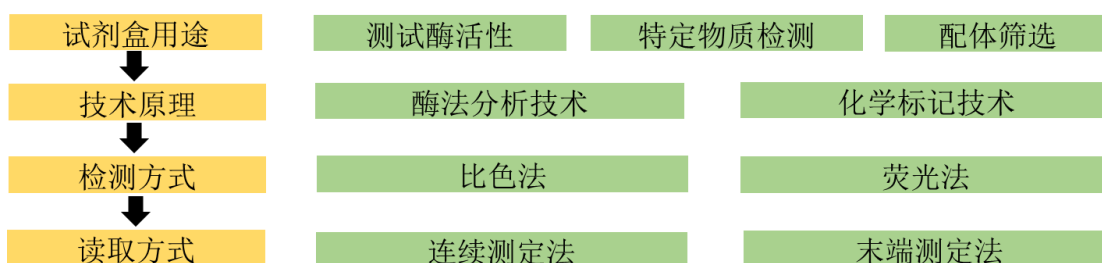 试剂盒用途 测试酶活性 特定物质检测 配体筛选
技术原理 酶法分析技术 化学标记技术
检测方式 比色法 荧光法
读取方式 连续测定法 末端测定法